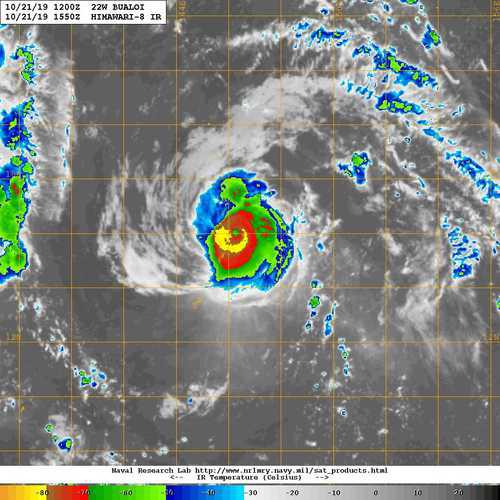 10/21/19 1200Z 22W BUALOI
10/21/19 1550Z HIMAWARI-8 IR
Naval Research Lab http://www.nrlmry.navy.mil/sat_products.html
<-- IR Temperature (Celsius) -->
-80 -70 -60 -50 -40 -30 -20 -10 0 10 20